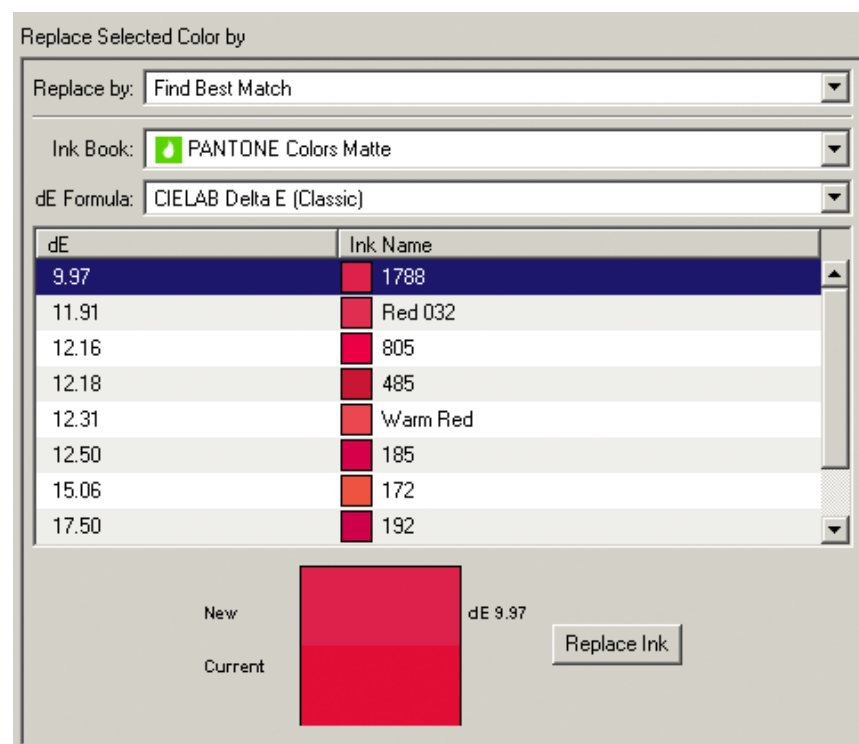 Replace Selected Color by
Replace by: Find Best Match
Ink Book: PANTONE Colors Matte
dE Formula: CIELAB Delta E (Classic)
dE Ink Name
9.97 1788
11.91 Red 032
12.16 805
12.18 485
12.31 Warm Red
12.50 185
15.06 172
17.50 192
New dE 9.97
Replace Ink
Current